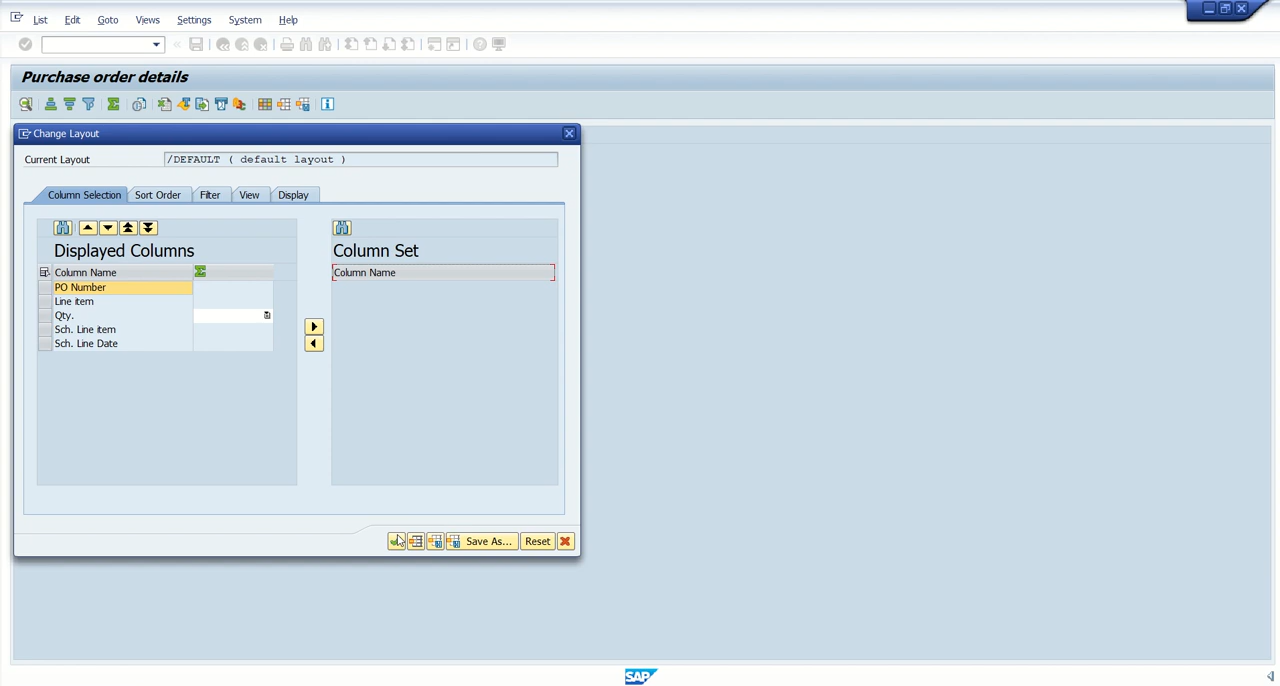 List Edit Goto Views Settings System Help
Purchase order details
Change Layout
Current Layout /DEFAULT ( default layout )
Column Selection Sort Order Filter View Display
Displayed Columns
Column Name
PO Number
Line item
Qty.
Sch. Line item
Sch. Line Date
Column Set
Column Name
Save As... Reset
SAP